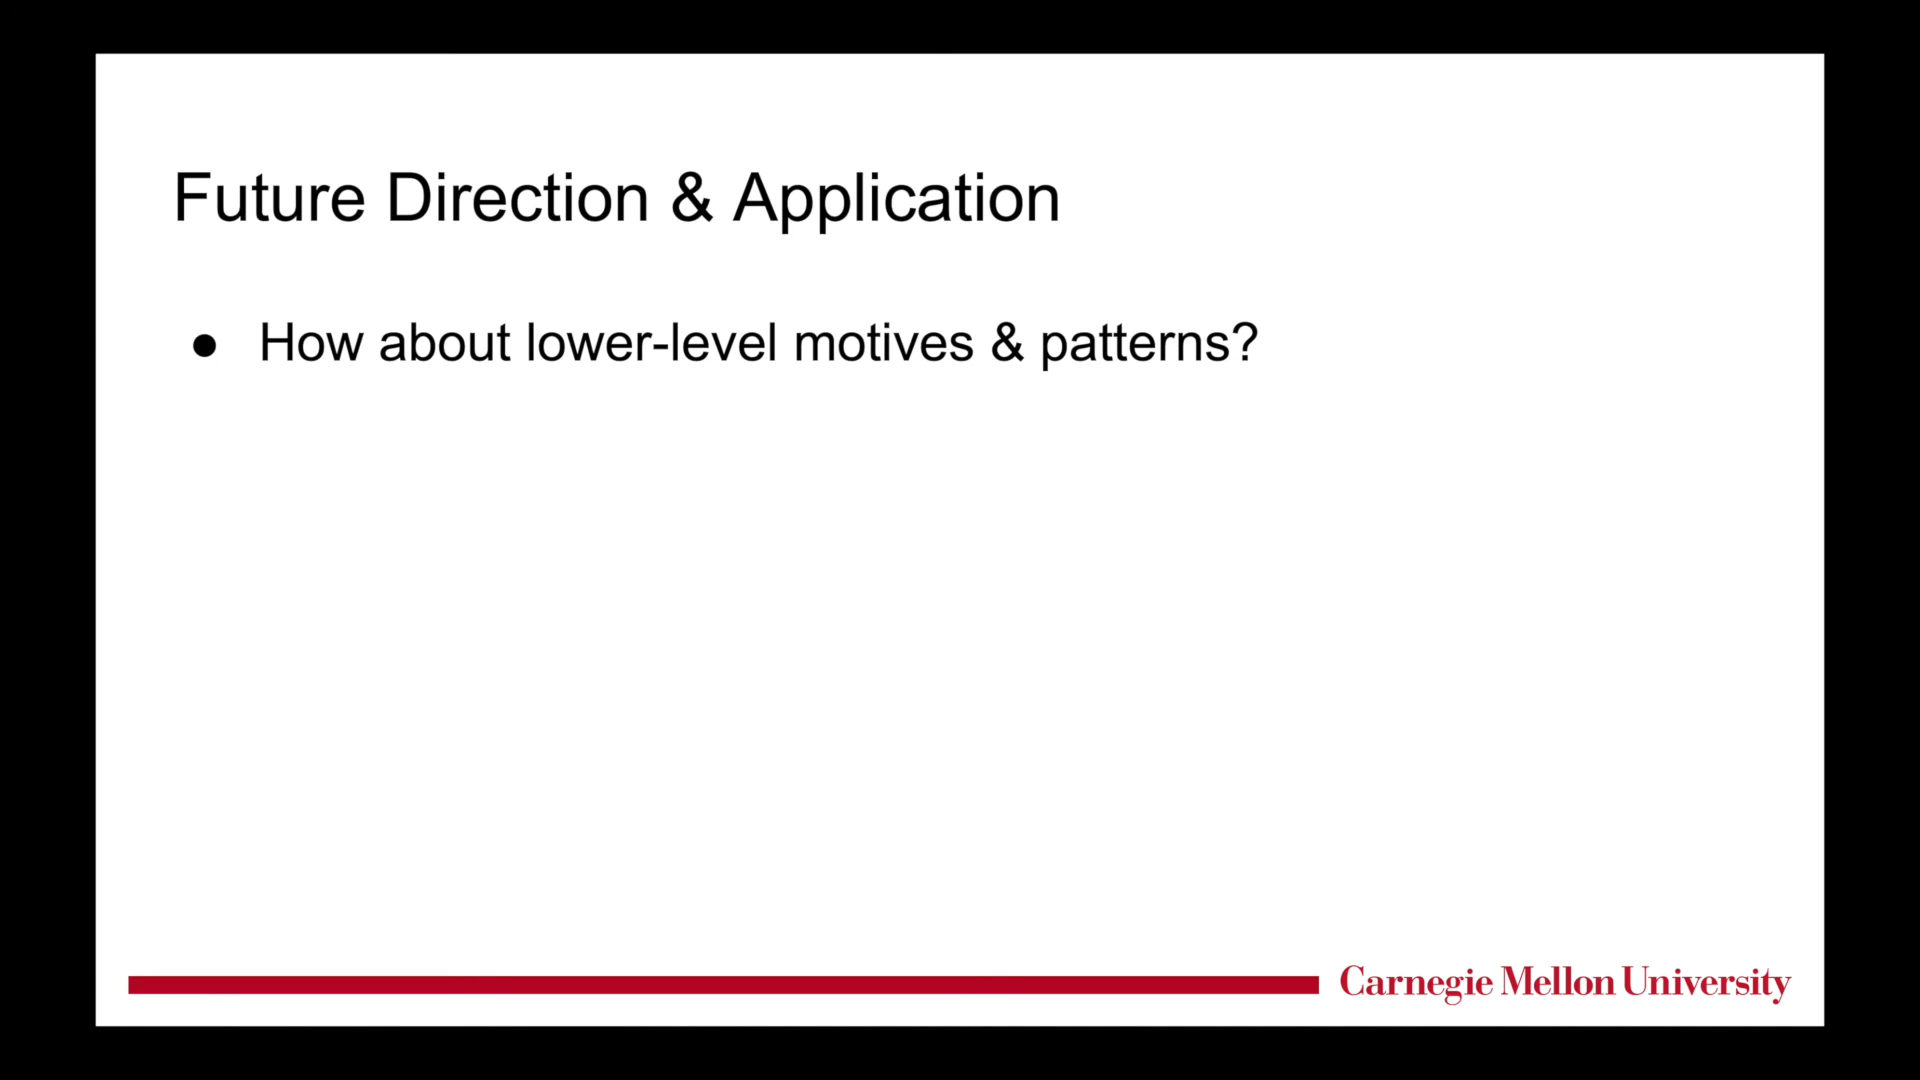 Future Direction & Application
● How about lower-level motives & patterns?
Carnegie Mellon University